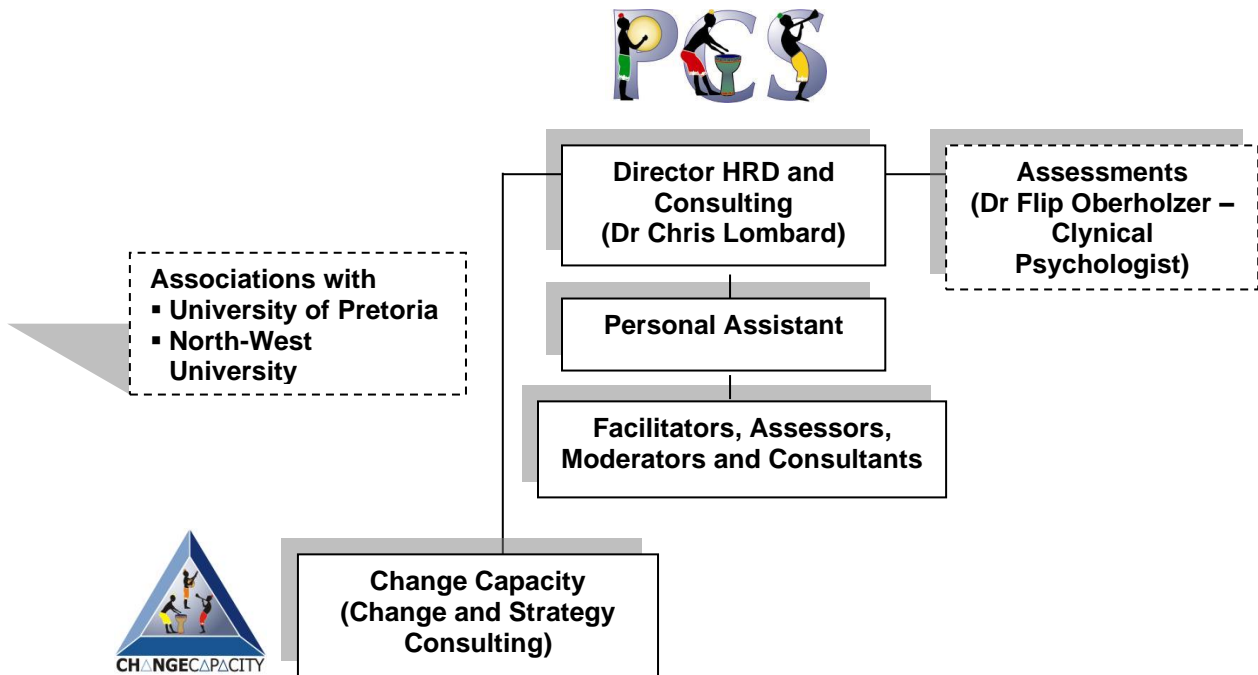 PCS
Director HRD and
Consulting
(Dr Chris Lombard)
Assessments
(Dr Flip Oberholzer –
Clynical
Psychologist)
Associations with
▪ University of Pretoria
▪ North-West
University
Personal Assistant
Facilitators, Assessors,
Moderators and Consultants
Change Capacity
(Change and Strategy
Consulting)
CHΔNGECΔPΔCITY